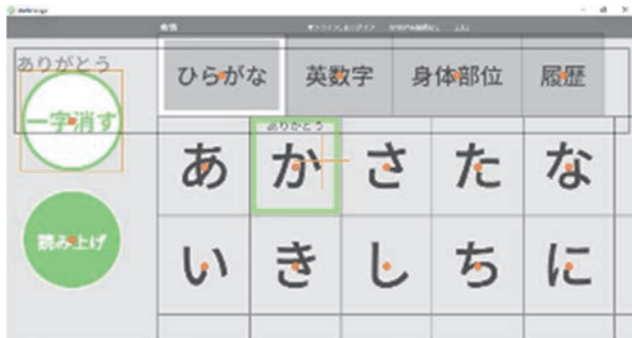 ありがとう
一字消す
読み上げ
ひらがな 英数字 身体部位 履歴
ありがとう
あ か さ た な
い き し ち に